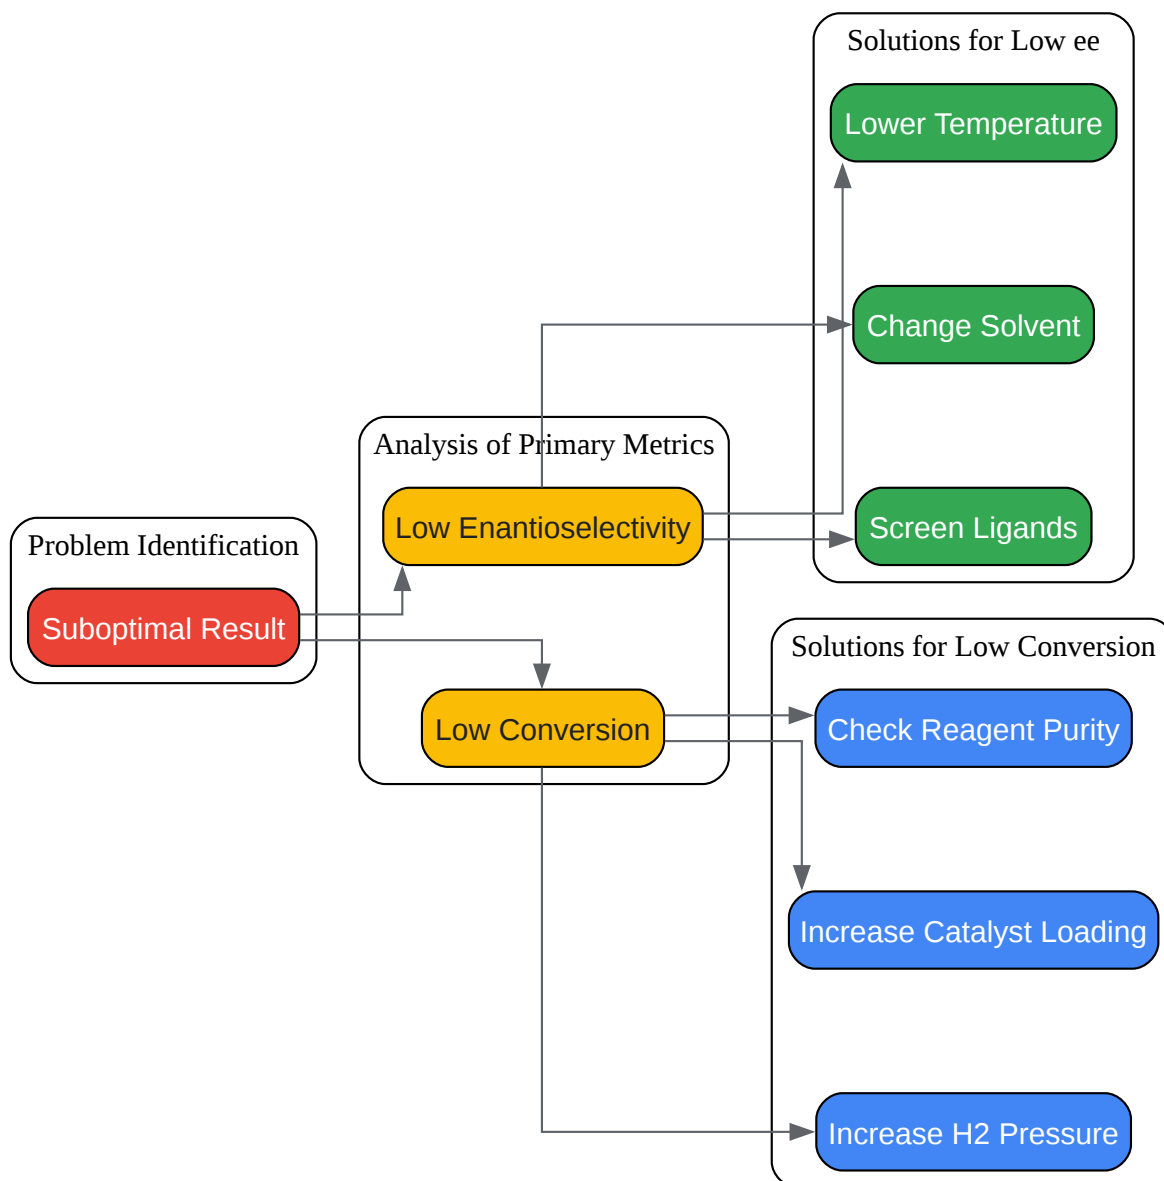 Solutions for Low ee
Lower Temperature
Change Solvent
Analysis of Primary Metrics
Low Enantioselectivity
Screen Ligands
Problem Identification
Suboptimal Result
Solutions for Low Conversion
Low Conversion
Check Reagent Purity
Increase Catalyst Loading
Increase H2 Pressure